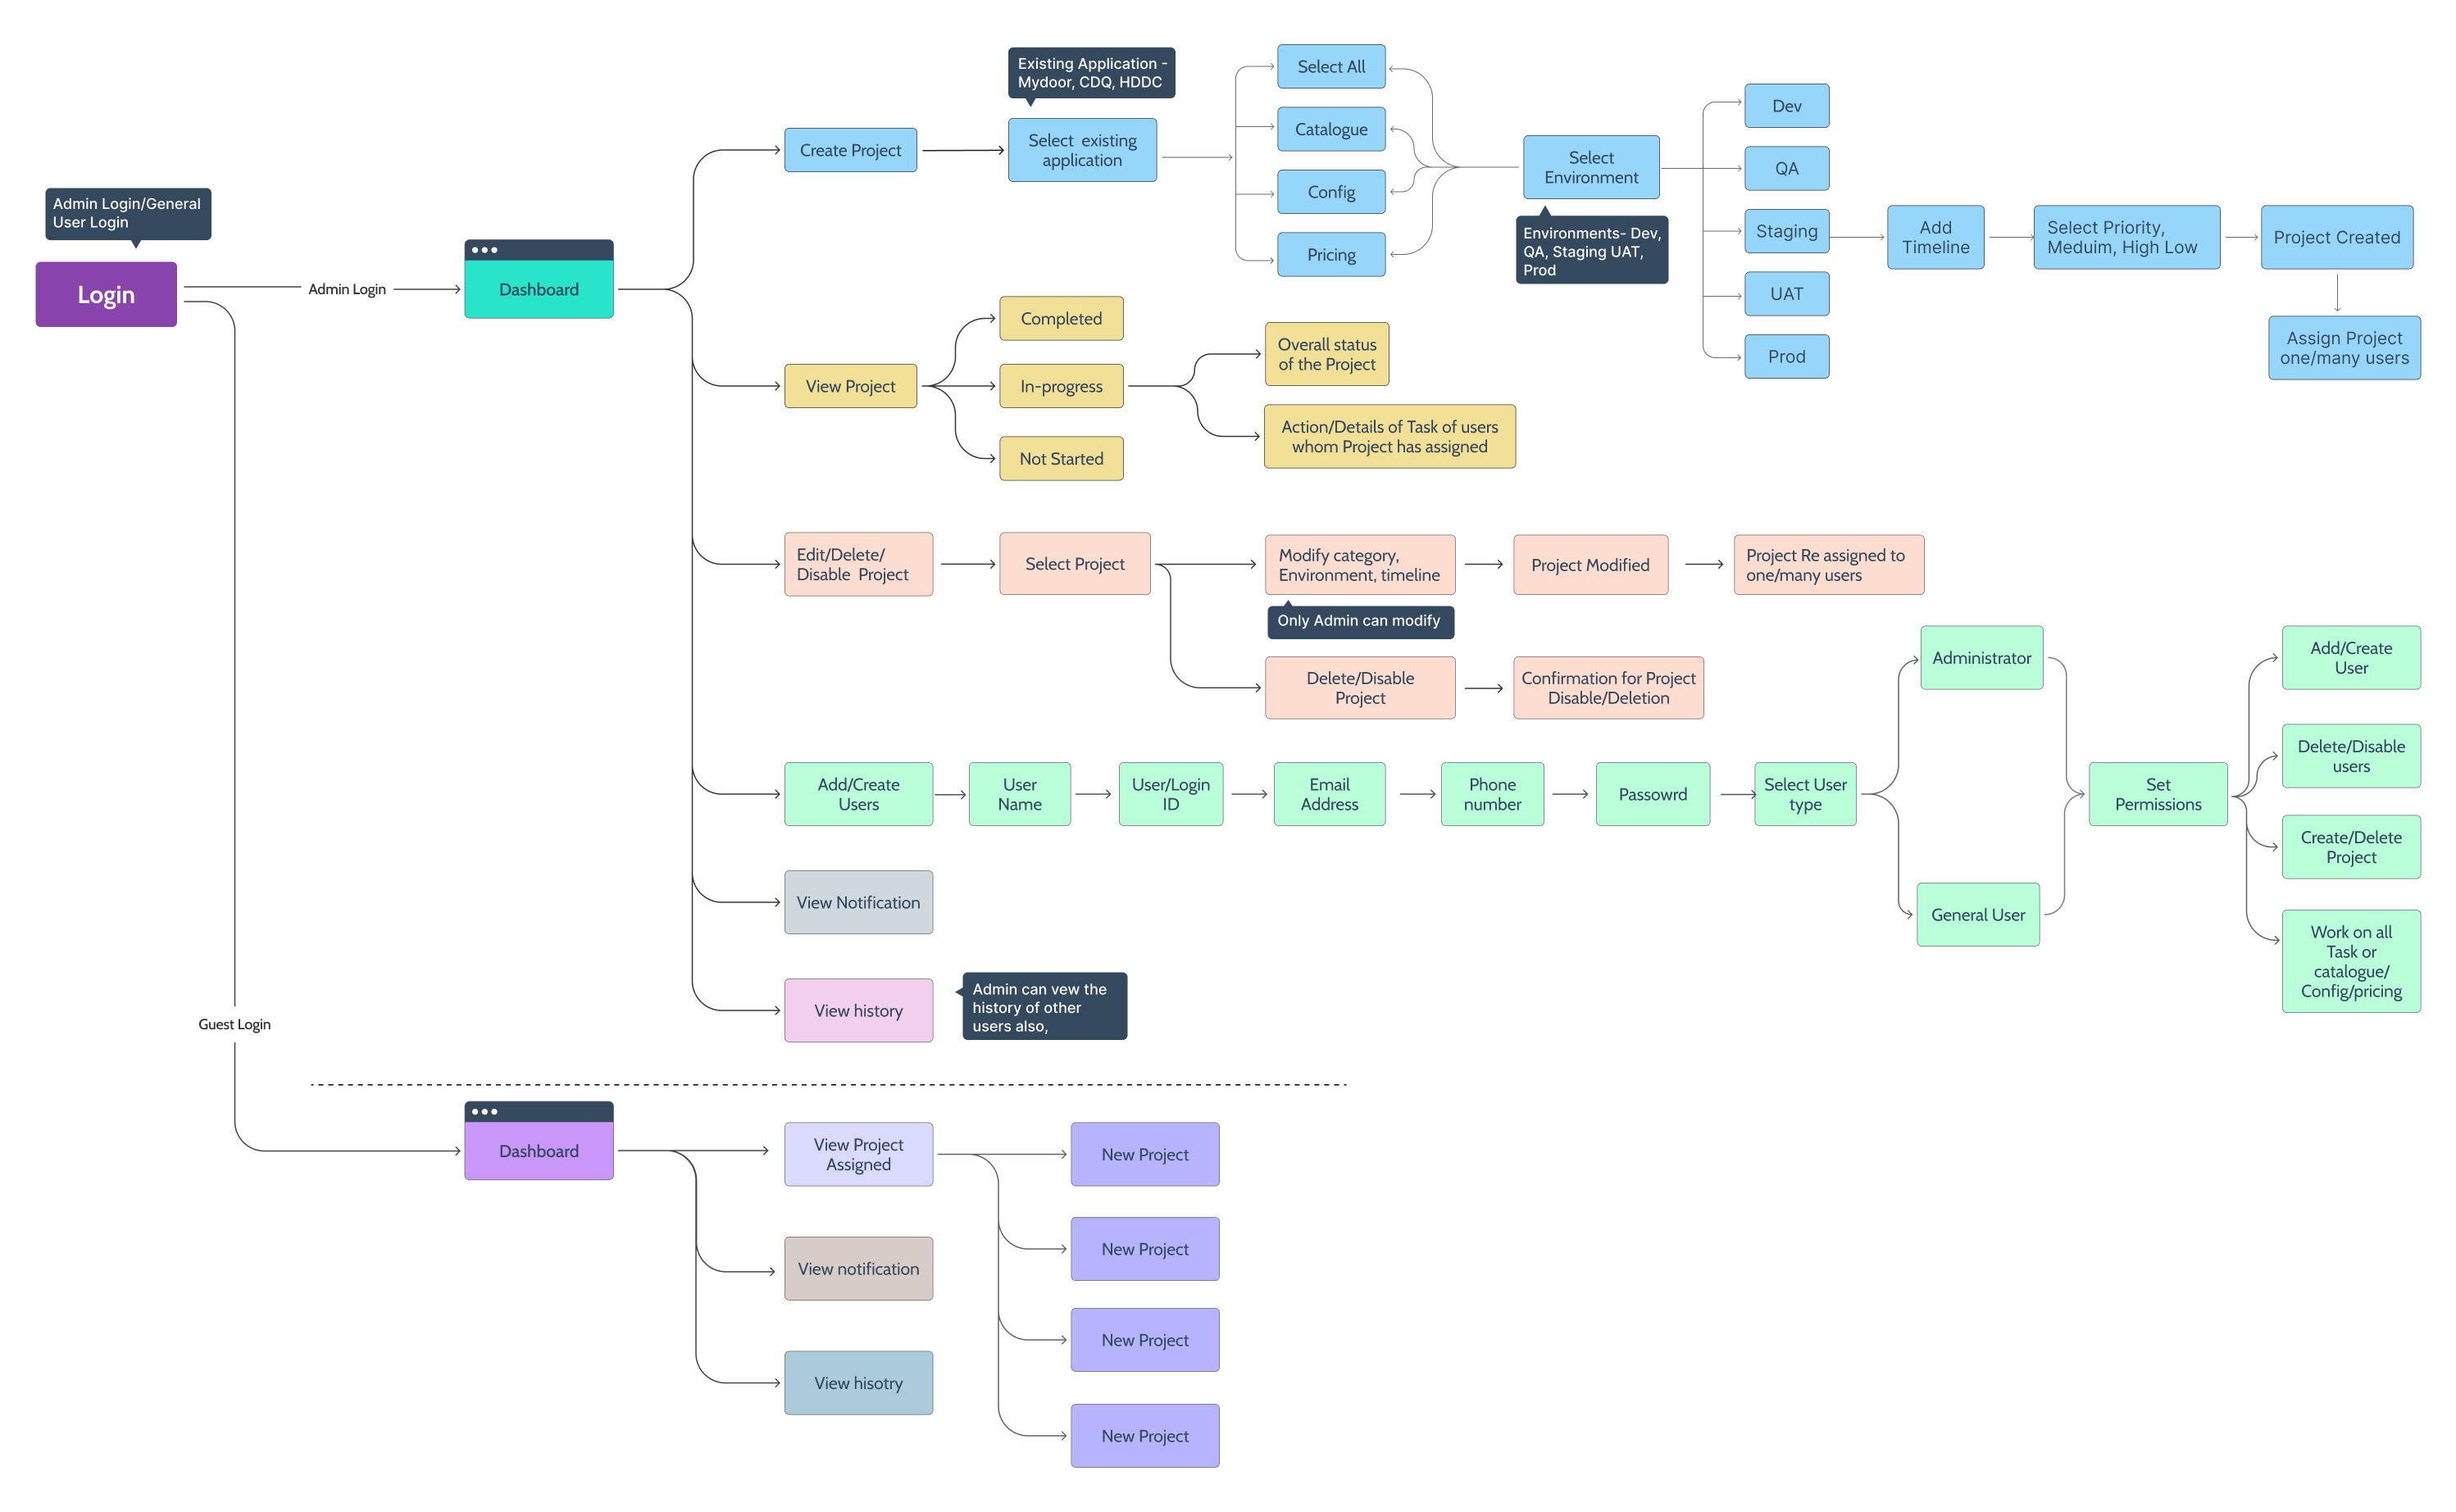 Existing Application -
Mydoor, CDQ, HDDC
Select All
Catalogue
Config
Pricing
Create Project
Select existing
application
Select
Environment
Environments- Dev,
QA, Staging UAT,
Prod
Dev
QA
Staging
UAT
Prod
Add
Timeline
Select Priority,
Meduim, High Low
Project Created
Assign Project
one/many users
Admin Login/General
User Login
Login
Admin Login
Dashboard
View Project
Completed
In-progress
Not Started
Overall status
of the Project
Action/Details of Task of users
whom Project has assigned
Edit/Delete/
Disable Project
Select Project
Modify category,
Environment, timeline
Only Admin can modify
Project Modified
Project Re assigned to
one/many users
Delete/Disable
Project
Confirmation for Project
Disable/Deletion
Add/Create
Users
User
Name
User/Login
ID
Email
Address
Phone
number
Passowrd
Select User
type
Administrator
General User
Set
Permissions
Add/Create
User
Delete/Disable
users
Create/Delete
Project
Work on all
Task or
catalogue/
Config/pricing
View Notification
View history
Admin can vew the
history of other
users also,
Guest Login
Dashboard
View Project
Assigned
View notification
View hisotry
New Project
New Project
New Project
New Project